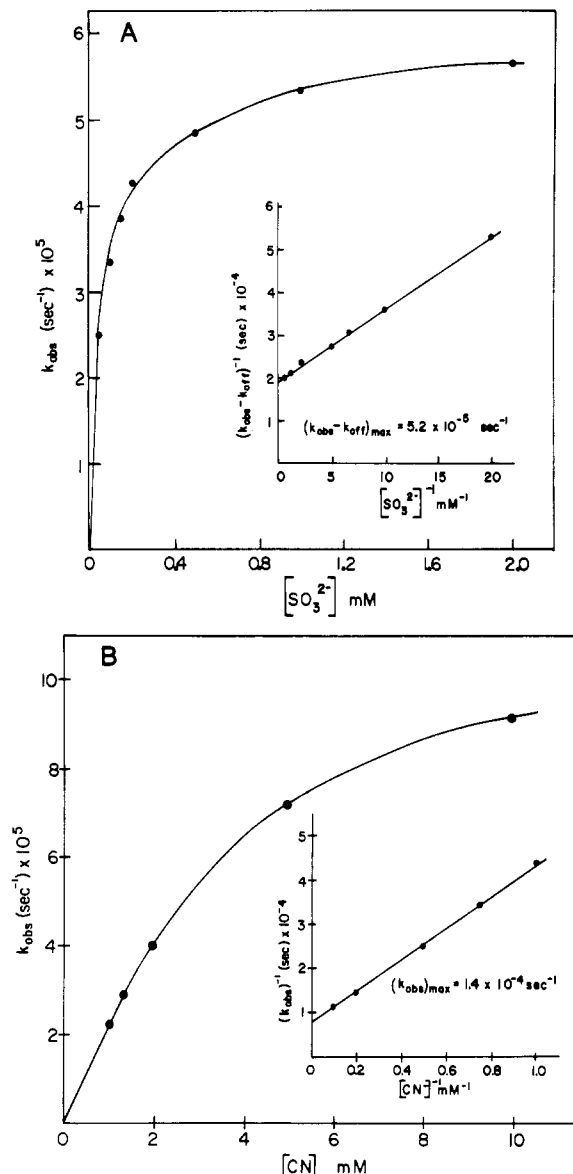 A
6
5
4
3
2
1
0
k_obs (sec⁻¹) x 10⁵
0 0.4 0.8 1.2 1.6 2.0
[SO₃²⁻] mM
6
5
4
3
2
1
(k_obs-k_off)⁻¹ (sec) x 10⁻⁴
(k_obs-k_off)max = 5.2 x 10⁻⁵ sec⁻¹
0 5 10 15 20
[SO₃²⁻]⁻¹ mM⁻¹
B
10
8
6
4
2
k_obs (sec⁻¹) x 10⁵
0 2 4 6 8 10
[CN] mM
5
4
3
2
1
(k_obs)⁻¹ (sec) x 10⁻⁴
(k_obs)max = 1.4 x 10⁻⁴ sec⁻¹
0 0.2 0.4 0.6 0.8 1.0
[CN]⁻¹mM⁻¹